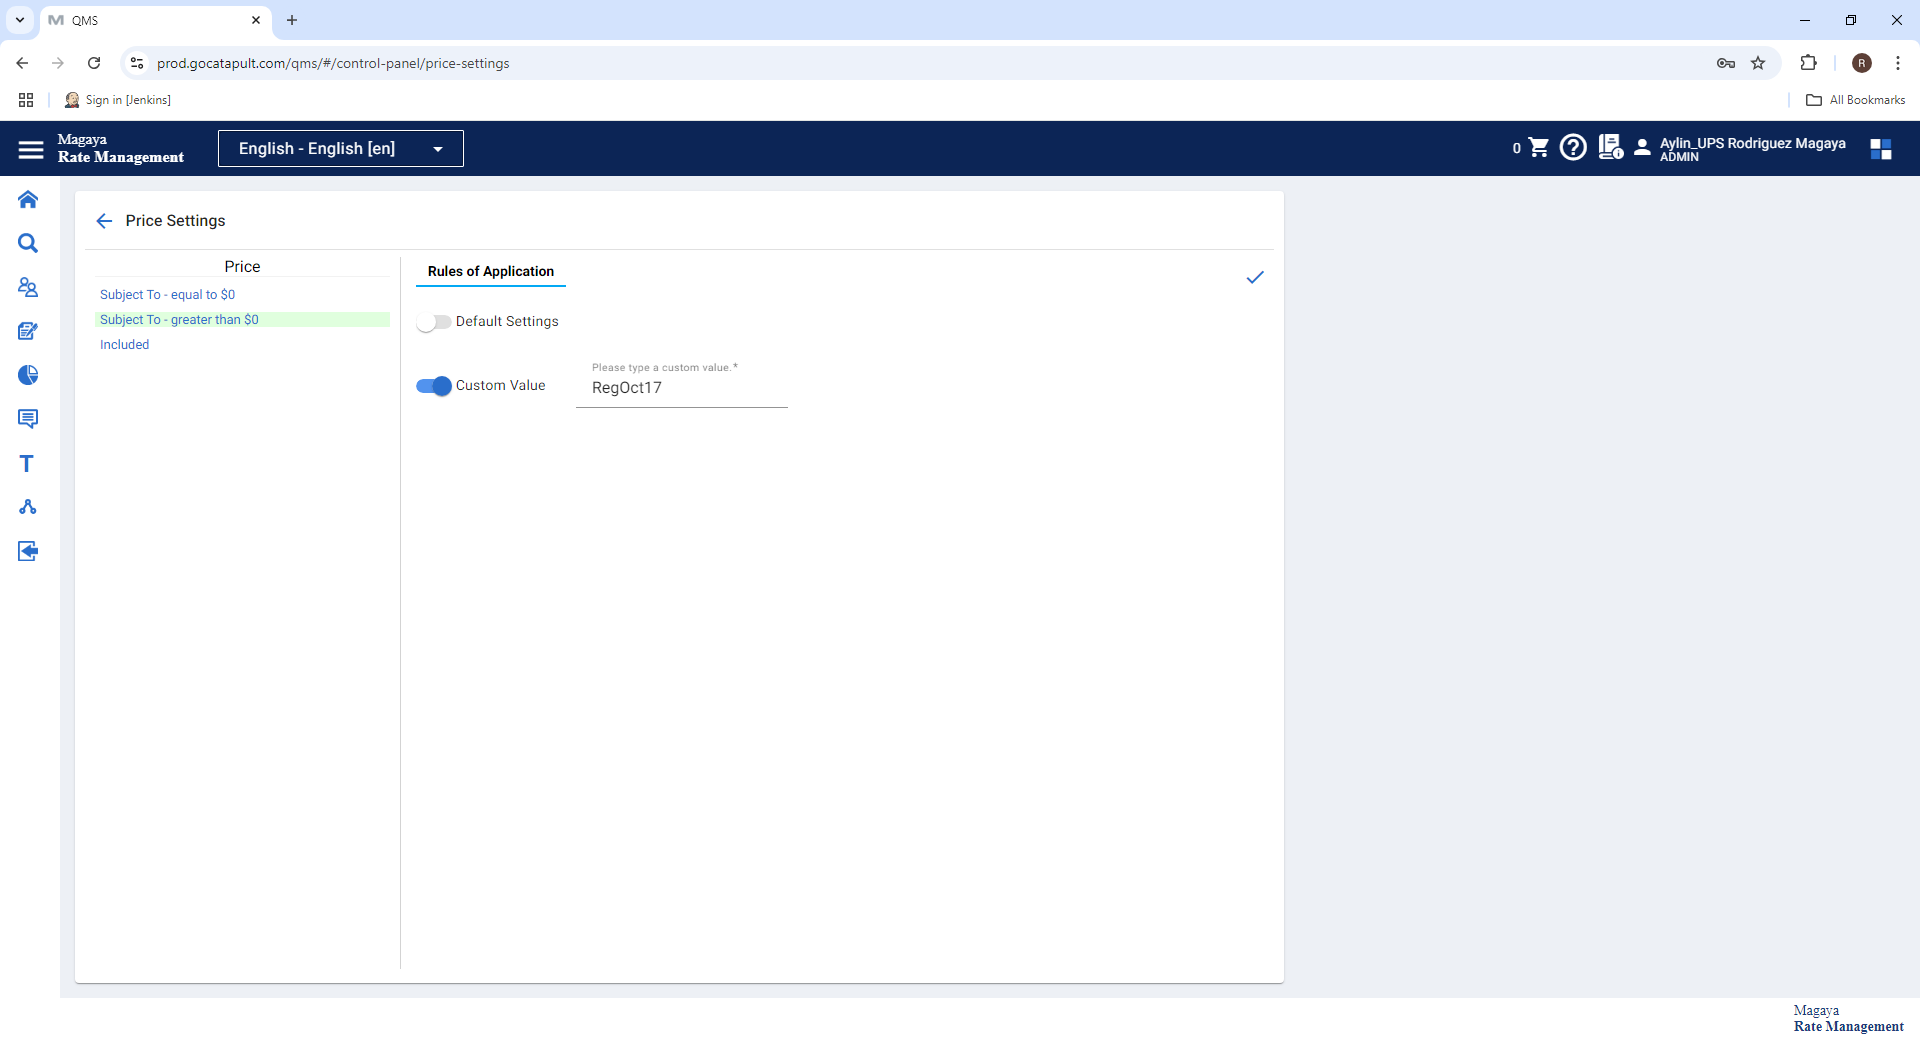 QMS
prod.gocatapult.com/qms/#/control-panel/price-settings
R
Sign in [Jenkins]
All Bookmarks
Magaya
Rate Management
English - English [en]
0
Aylin_UPS Rodriguez Magaya
ADMIN
Price Settings
Price
Subject To - equal to $0
Subject To - greater than $0
Included
Rules of Application
Default Settings
Custom Value
Please type a custom value.*
RegOct17
Magaya
Rate Management